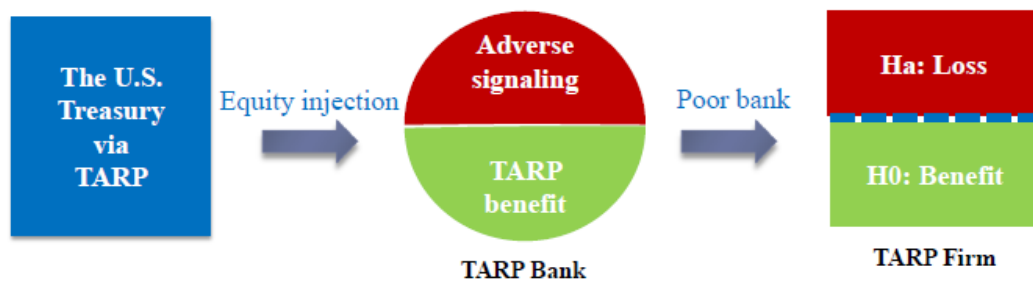 The U.S.
Treasury
via
TARP
Equity injection
Adverse
signaling
TARP
benefit
TARP Bank
Poor bank
Ha: Loss
H0: Benefit
TARP Firm